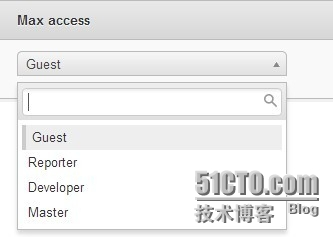 Max access
Guest
Guest
Reporter
Developer
Master
51CTO.com
技术博客 Blog